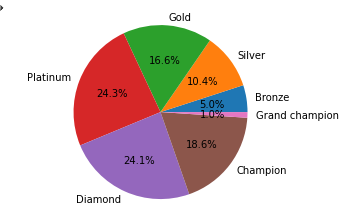 Gold
16.6%
Silver
10.4%
Platinum
24.3%
Bronze
5.0%
1.0%
Grand champion
18.6%
24.1%
Champion
Diamond